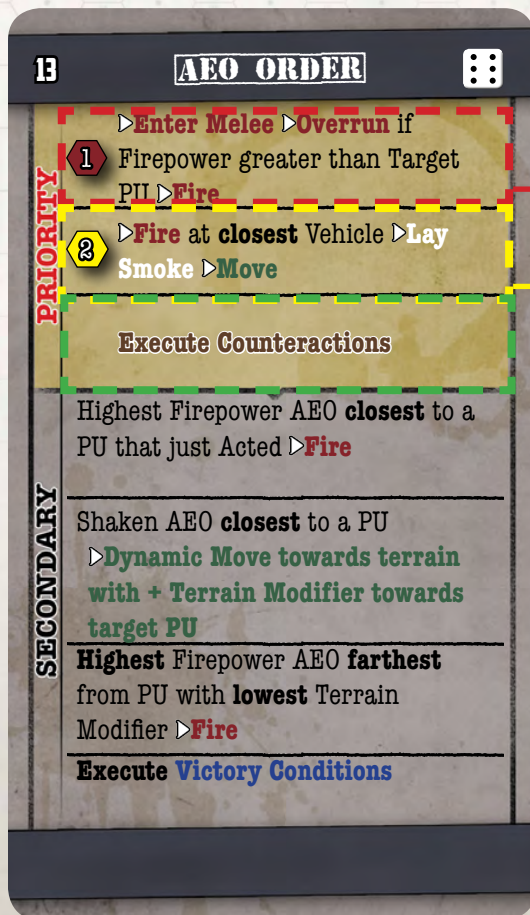 13
AEO ORDER
PRIORITY
1
▷Enter Melee ▷Overrun if
Firepower greater than Target
PU ▷Fire
2
▷Fire at closest Vehicle ▷Lay
Smoke ▷Move
Execute Counteractions
SECONDARY
Highest Firepower AEO closest to a
PU that just Acted ▷Fire
Shaken AEO closest to a PU
▷Dynamic Move towards terrain
with + Terrain Modifier towards
target PU
Highest Firepower AEO farthest
from PU with lowest Terrain
Modifier ▷Fire
Execute Victory Conditions